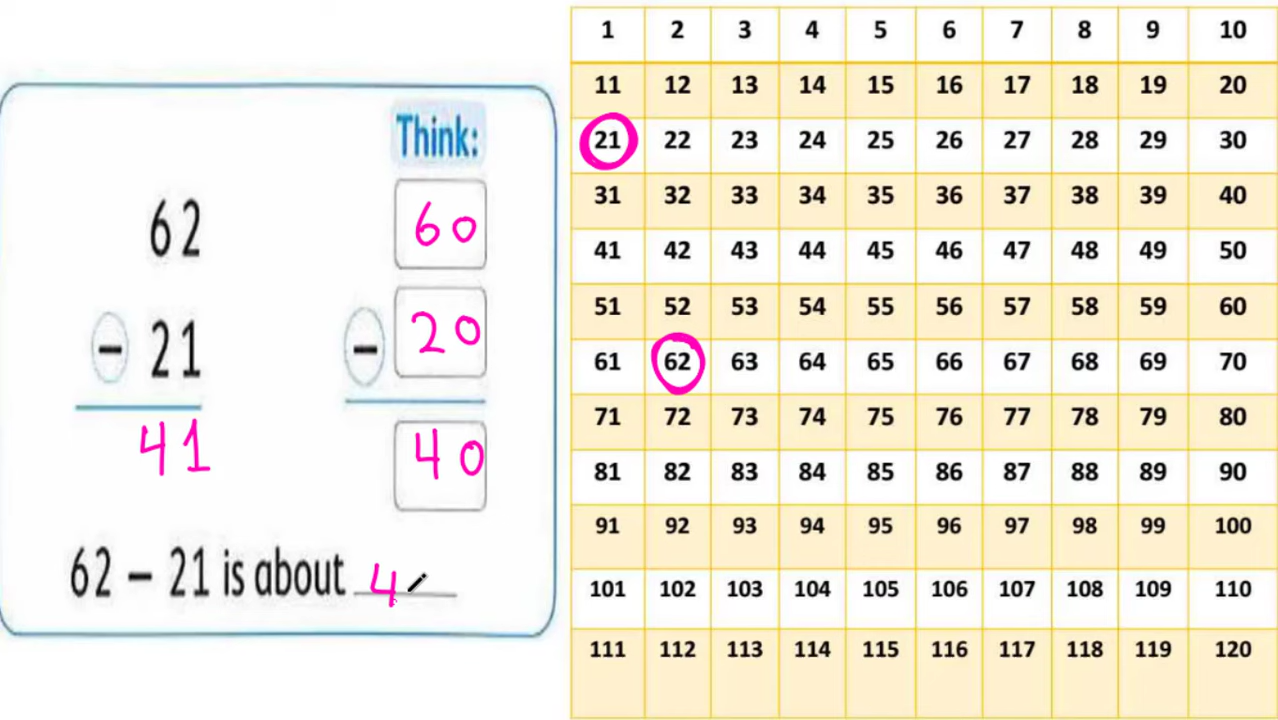 Think:
62
60
− 21
− 20
41
40
62 − 21 is about 4
1 2 3 4 5 6 7 8 9 10
11 12 13 14 15 16 17 18 19 20
21 22 23 24 25 26 27 28 29 30
31 32 33 34 35 36 37 38 39 40
41 42 43 44 45 46 47 48 49 50
51 52 53 54 55 56 57 58 59 60
61 62 63 64 65 66 67 68 69 70
71 72 73 74 75 76 77 78 79 80
81 82 83 84 85 86 87 88 89 90
91 92 93 94 95 96 97 98 99 100
101 102 103 104 105 106 107 108 109 110
111 112 113 114 115 116 117 118 119 120